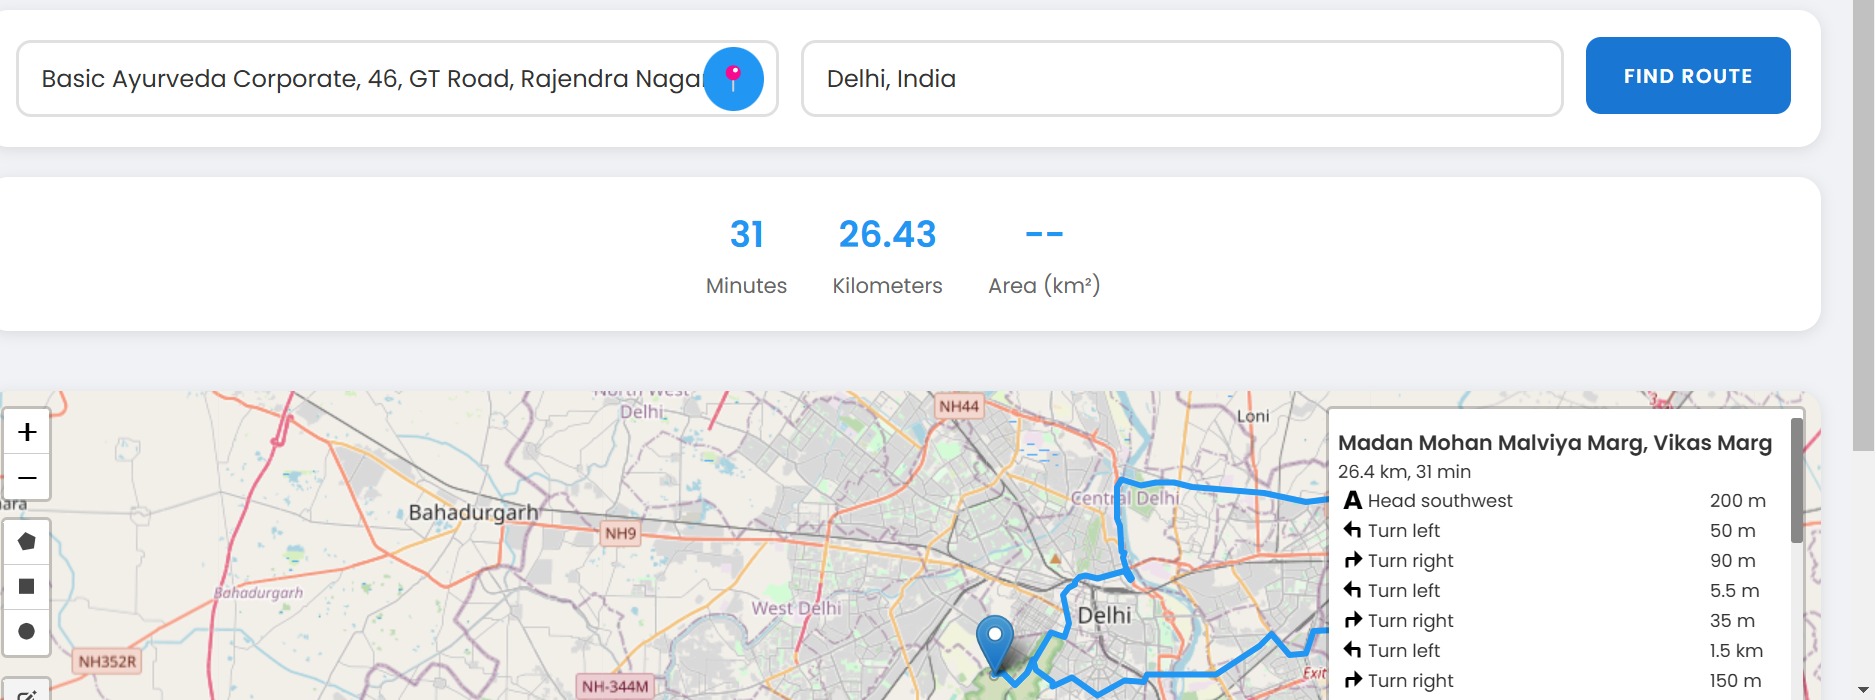 Basic Ayurveda Corporate, 46, GT Road, Rajendra Nagar
Delhi, India
FIND ROUTE
31
Minutes
26.43
Kilometers
--
Area (km²)
+
−
North West
Delhi
NH44
Loni
Central Delhi
Bahadurgarh
NH9
Bahadurgarh
West Delhi
Delhi
NH352R
NH-344M
Exit
Madan Mohan Malviya Marg, Vikas Marg
26.4 km, 31 min
A Head southwest 200 m
Turn left 50 m
Turn right 90 m
Turn left 5.5 m
Turn right 35 m
Turn left 1.5 km
Turn right 150 m